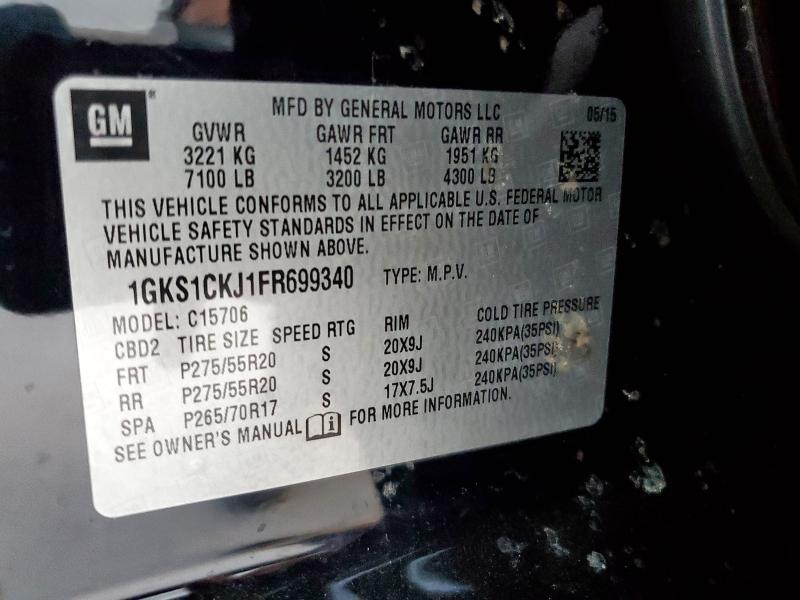 GM
MFD BY GENERAL MOTORS LLC 05/15
GVWR GAWR FRT GAWR RR
3221 KG 1452 KG 1951 KG
7100 LB 3200 LB 4300 LB
THIS VEHICLE CONFORMS TO ALL APPLICABLE U.S. FEDERAL MOTOR
VEHICLE SAFETY STANDARDS IN EFFECT ON THE DATE OF
MANUFACTURE SHOWN ABOVE.
1GKS1CKJ1FR699340 TYPE: M.P.V.
MODEL: C15706
CBD2 TIRE SIZE SPEED RTG RIM COLD TIRE PRESSURE
FRT P275/55R20 S 20X9J 240KPA(35PSI)
RR P275/55R20 S 20X9J 240KPA(35PSI)
SPA P265/70R17 S 17X7.5J 240KPA(35PSI)
SEE OWNER'S MANUAL FOR MORE INFORMATION.